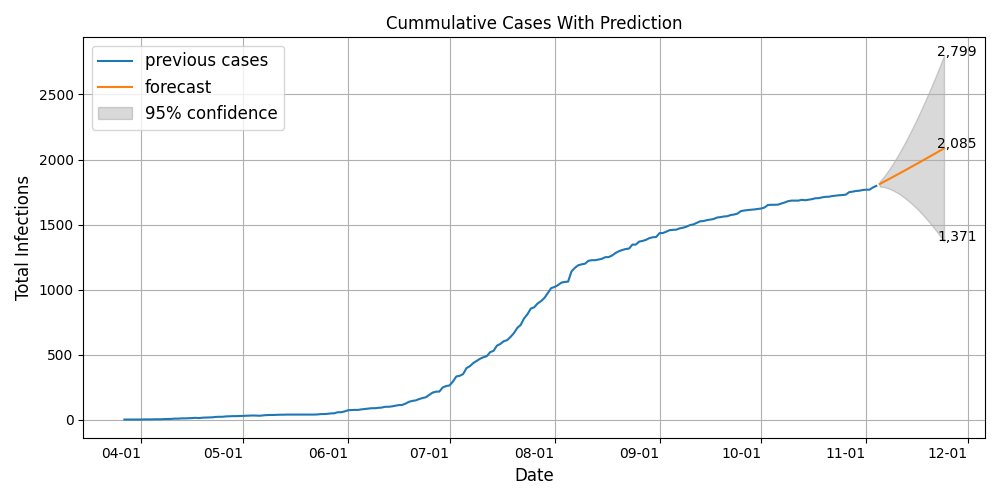 Cummulative Cases With Prediction
previous cases
forecast
95% confidence
2,799
2,085
1,371
Total Infections
2500
2000
1500
1000
500
0
04-01 05-01 06-01 07-01 08-01 09-01 10-01 11-01 12-01
Date